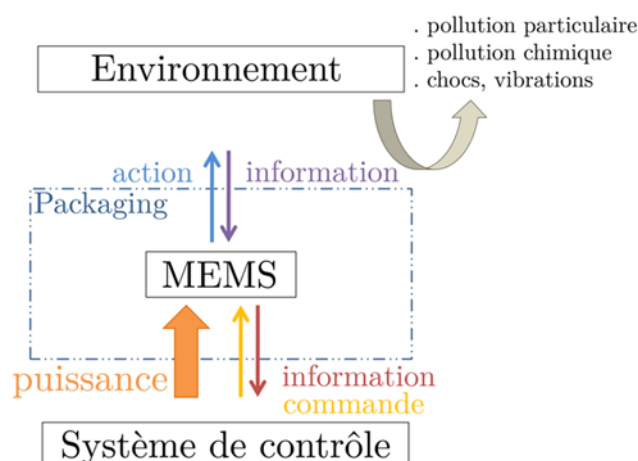 . pollution particulaire
. pollution chimique
. chocs, vibrations
Environnement
action
information
Packaging
MEMS
puissance
information
commande
Système de contrôle